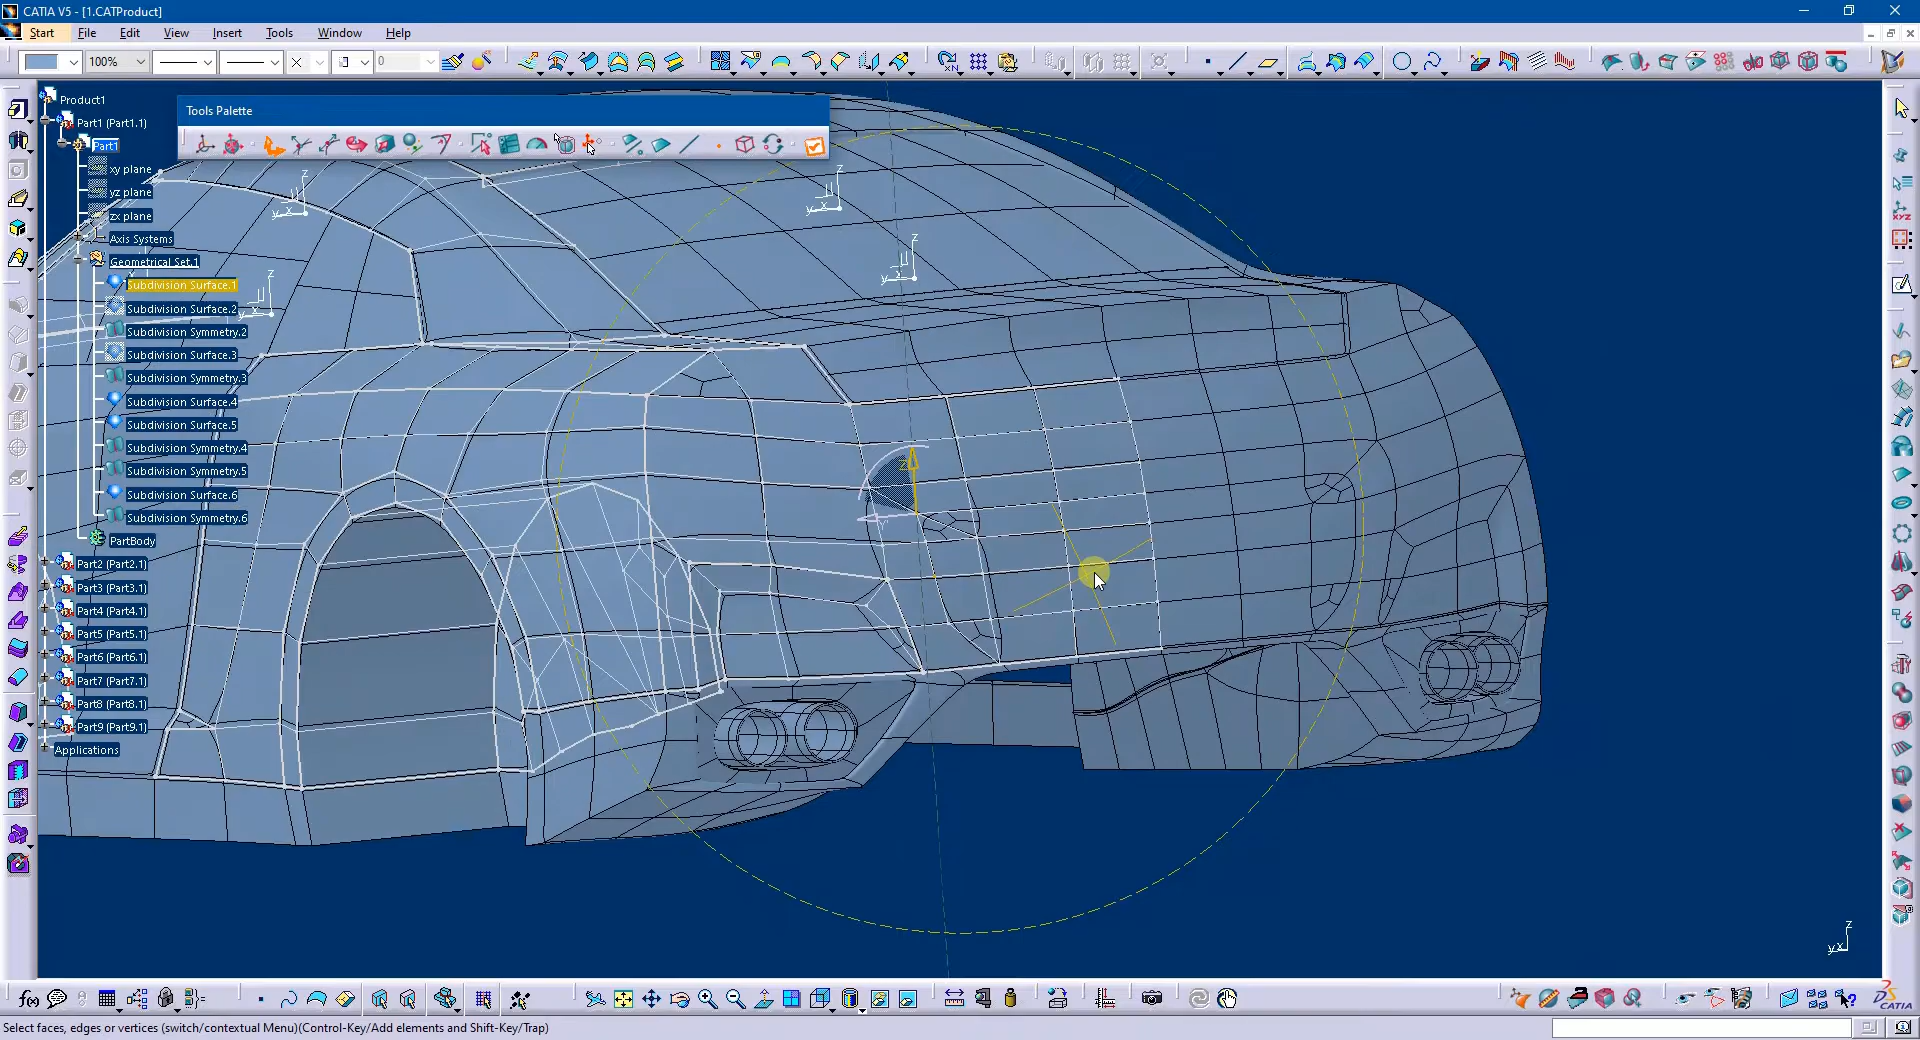 CATIA V5 - [1.CATProduct]
Start File Edit View Insert Tools Window Help
100% 0
Tools Palette
Product1
Part1 (Part1.1)
Part1
xy plane
yz plane
zx plane
Axis Systems
Geometrical Set.1
Subdivision Surface.1
Subdivision Surface.2
Subdivision Symmetry.2
Subdivision Surface.3
Subdivision Symmetry.3
Subdivision Surface.4
Subdivision Surface.5
Subdivision Symmetry.4
Subdivision Symmetry.5
Subdivision Surface.6
Subdivision Symmetry.6
PartBody
Part2 (Part2.1)
Part3 (Part3.1)
Part4 (Part4.1)
Part5 (Part5.1)
Part6 (Part6.1)
Part7 (Part7.1)
Part8 (Part8.1)
Part9 (Part9.1)
Applications
f(x)
CATIA
Select faces, edges or vertices (switch/contextual Menu)(Control-Key/Add elements and Shift-Key/Trap)